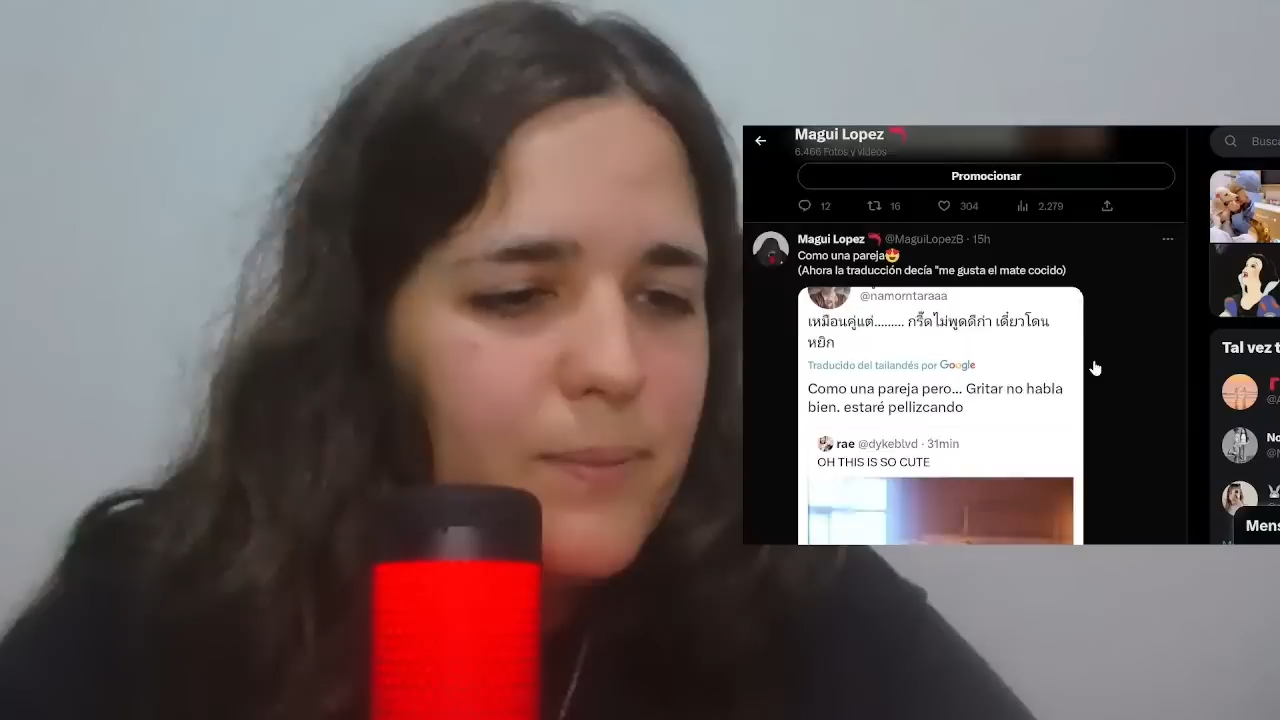 Magui Lopez
6.466 Fotos y videos
Promocionar
12 16 304 2.279
Busca
Magui Lopez @MaguiLopezB · 15h
Como una pareja😍
(Ahora la traducción decía "me gusta el mate cocido)
@namorntaraaa
เหมือนคู่แต่......... กรี๊ดไม่พูดดีก่า เดี๋ยวโดน
หยิก
Traducido del tailandés por Google
Como una pareja pero... Gritar no habla
bien. estaré pellizcando
rae @dykeblvd · 31min
OH THIS IS SO CUTE
Tal vez t
No
Mens